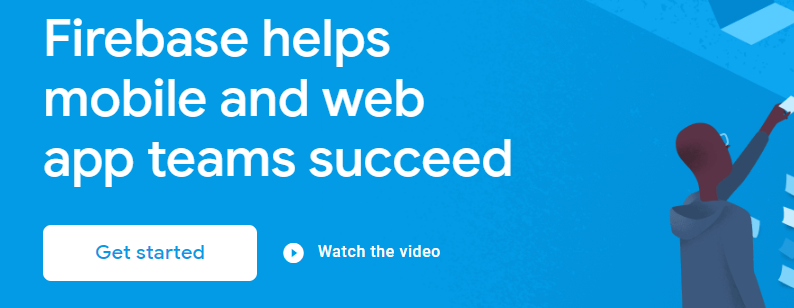 Firebase helps
mobile and web
app teams succeed
Get started
Watch the video